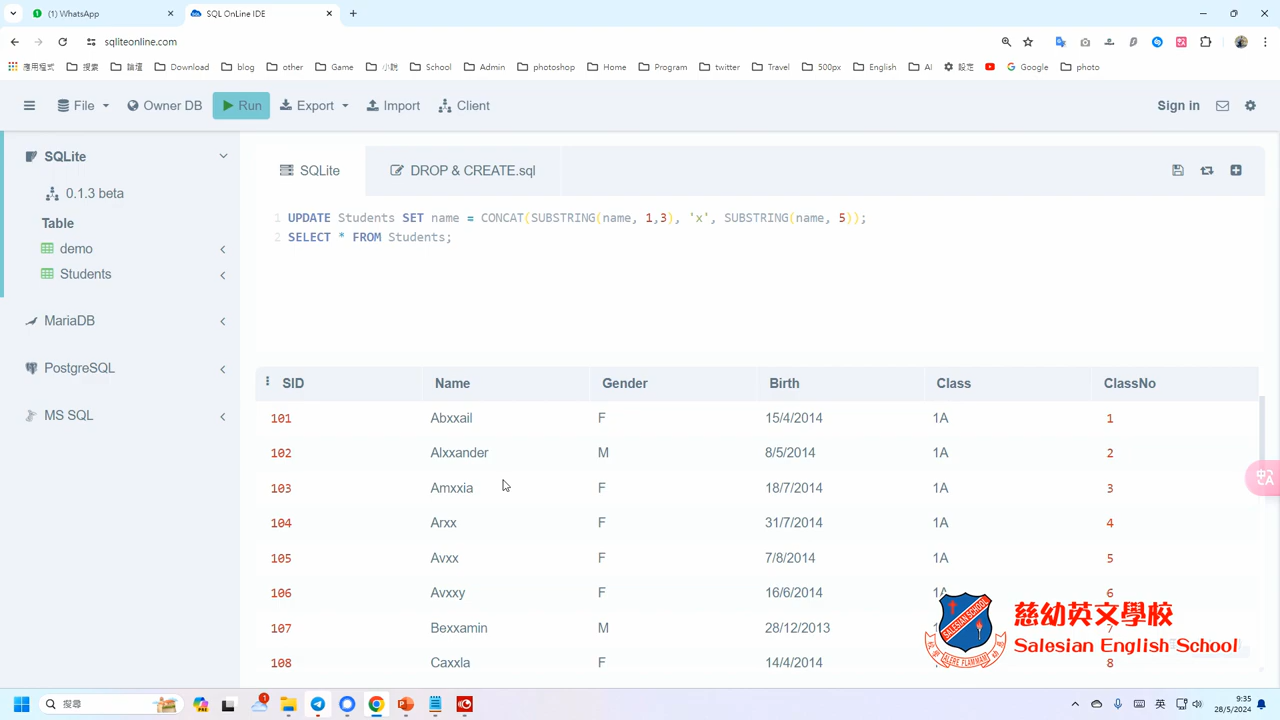 (1) WhatsApp
SQL OnLine IDE
sqliteonline.com
應用程式 搜索 論壇 Download blog other Game 小說 School Admin photoshop Home Program twitter Travel 500px English AI 設定 Google photo
File Owner DB Run Export Import Client Sign in
SQLite
0.1.3 beta
Table
demo
Students
MariaDB
PostgreSQL
MS SQL
SQLite DROP & CREATE.sql
1 UPDATE Students SET name = CONCAT(SUBSTRING(name, 1,3), 'x', SUBSTRING(name, 5));
2 SELECT * FROM Students;
SID Name Gender Birth Class ClassNo
101 Abxxail F 15/4/2014 1A 1
102 Alxxander M 8/5/2014 1A 2
103 Amxxia F 18/7/2014 1A 3
104 Arxx F 31/7/2014 1A 4
105 Avxx F 7/8/2014 1A 5
106 Avxxy F 16/6/2014 1A 6
107 Bexxamin M 28/12/2013 7
108 Caxxla F 14/4/2014 8
慈幼英文學校
Salesian English School
SALESIAN SCHOOL
搜尋
英
9:35
28/5/2024